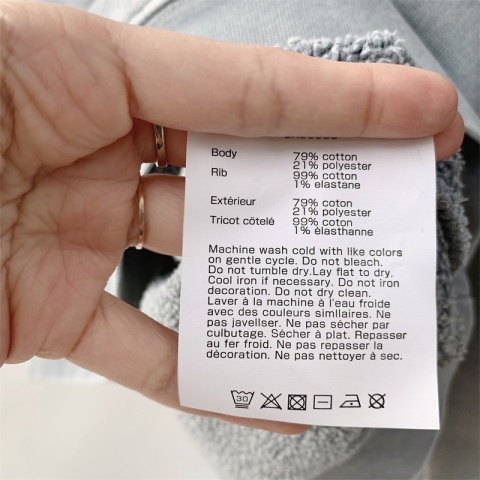 Body 79% cotton
21% polyester
Rib 99% cotton
1% elastane
Extérieur 79% coton
21% polyester
Tricot côtelé 99% coton
1% élasthanne
Machine wash cold with like colors
on gentle cycle. Do not bleach.
Do not tumble dry.Lay flat to dry.
Cool iron if necessary. Do not iron
decoration. Do not dry clean.
Laver à la machine à l'eau froide
avec des couleurs simllaires. Ne
pas javellser. Ne pas sécher par
culbutage. Sécher à plat. Repasser
au fer froid. Ne pas repasser la
décoration. Ne pas nettoyer à sec.
30